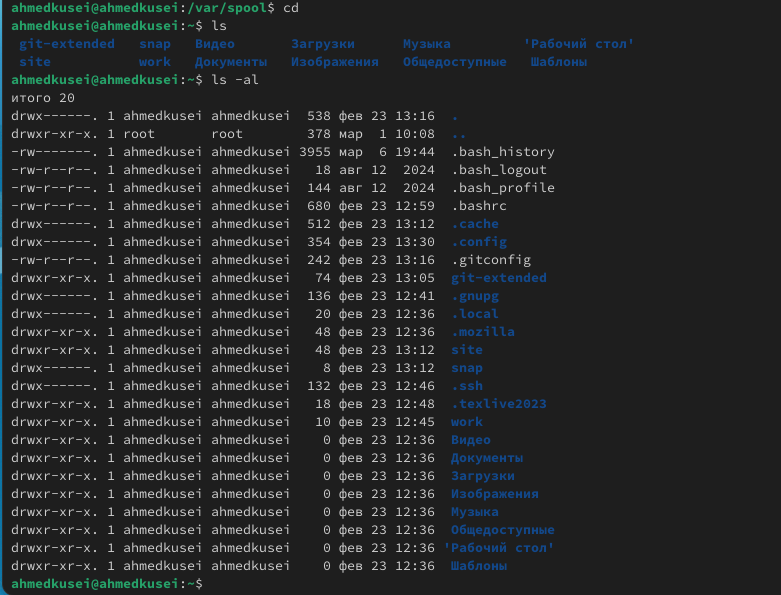 ahmedkusei@ahmedkusei:/var/spool$ cd
ahmedkusei@ahmedkusei:~$ ls
git-extended snap Видео Загрузки Музыка 'Рабочий стол'
site work Документы Изображения Общедоступные Шаблоны
ahmedkusei@ahmedkusei:~$ ls -al
итого 20
drwx------. 1 ahmedkusei ahmedkusei 538 фев 23 13:16 .
drwxr-xr-x. 1 root root 378 мар 1 10:08 ..
-rw-------. 1 ahmedkusei ahmedkusei 3955 мар 6 19:44 .bash_history
-rw-r--r--. 1 ahmedkusei ahmedkusei 18 авг 12 2024 .bash_logout
-rw-r--r--. 1 ahmedkusei ahmedkusei 144 авг 12 2024 .bash_profile
-rw-r--r--. 1 ahmedkusei ahmedkusei 680 фев 23 12:59 .bashrc
drwx------. 1 ahmedkusei ahmedkusei 512 фев 23 13:12 .cache
drwx------. 1 ahmedkusei ahmedkusei 354 фев 23 13:30 .config
-rw-r--r--. 1 ahmedkusei ahmedkusei 242 фев 23 13:16 .gitconfig
drwxr-xr-x. 1 ahmedkusei ahmedkusei 74 фев 23 13:05 git-extended
drwx------. 1 ahmedkusei ahmedkusei 136 фев 23 12:41 .gnupg
drwx------. 1 ahmedkusei ahmedkusei 20 фев 23 12:36 .local
drwxr-xr-x. 1 ahmedkusei ahmedkusei 48 фев 23 12:36 .mozilla
drwxr-xr-x. 1 ahmedkusei ahmedkusei 48 фев 23 13:12 site
drwx------. 1 ahmedkusei ahmedkusei 8 фев 23 13:12 snap
drwx------. 1 ahmedkusei ahmedkusei 132 фев 23 12:46 .ssh
drwxr-xr-x. 1 ahmedkusei ahmedkusei 18 фев 23 12:48 .texlive2023
drwxr-xr-x. 1 ahmedkusei ahmedkusei 10 фев 23 12:45 work
drwxr-xr-x. 1 ahmedkusei ahmedkusei 0 фев 23 12:36 Видео
drwxr-xr-x. 1 ahmedkusei ahmedkusei 0 фев 23 12:36 Документы
drwxr-xr-x. 1 ahmedkusei ahmedkusei 0 фев 23 12:36 Загрузки
drwxr-xr-x. 1 ahmedkusei ahmedkusei 0 фев 23 12:36 Изображения
drwxr-xr-x. 1 ahmedkusei ahmedkusei 0 фев 23 12:36 Музыка
drwxr-xr-x. 1 ahmedkusei ahmedkusei 0 фев 23 12:36 Общедоступные
drwxr-xr-x. 1 ahmedkusei ahmedkusei 0 фев 23 12:36 'Рабочий стол'
drwxr-xr-x. 1 ahmedkusei ahmedkusei 0 фев 23 12:36 Шаблоны
ahmedkusei@ahmedkusei:~$